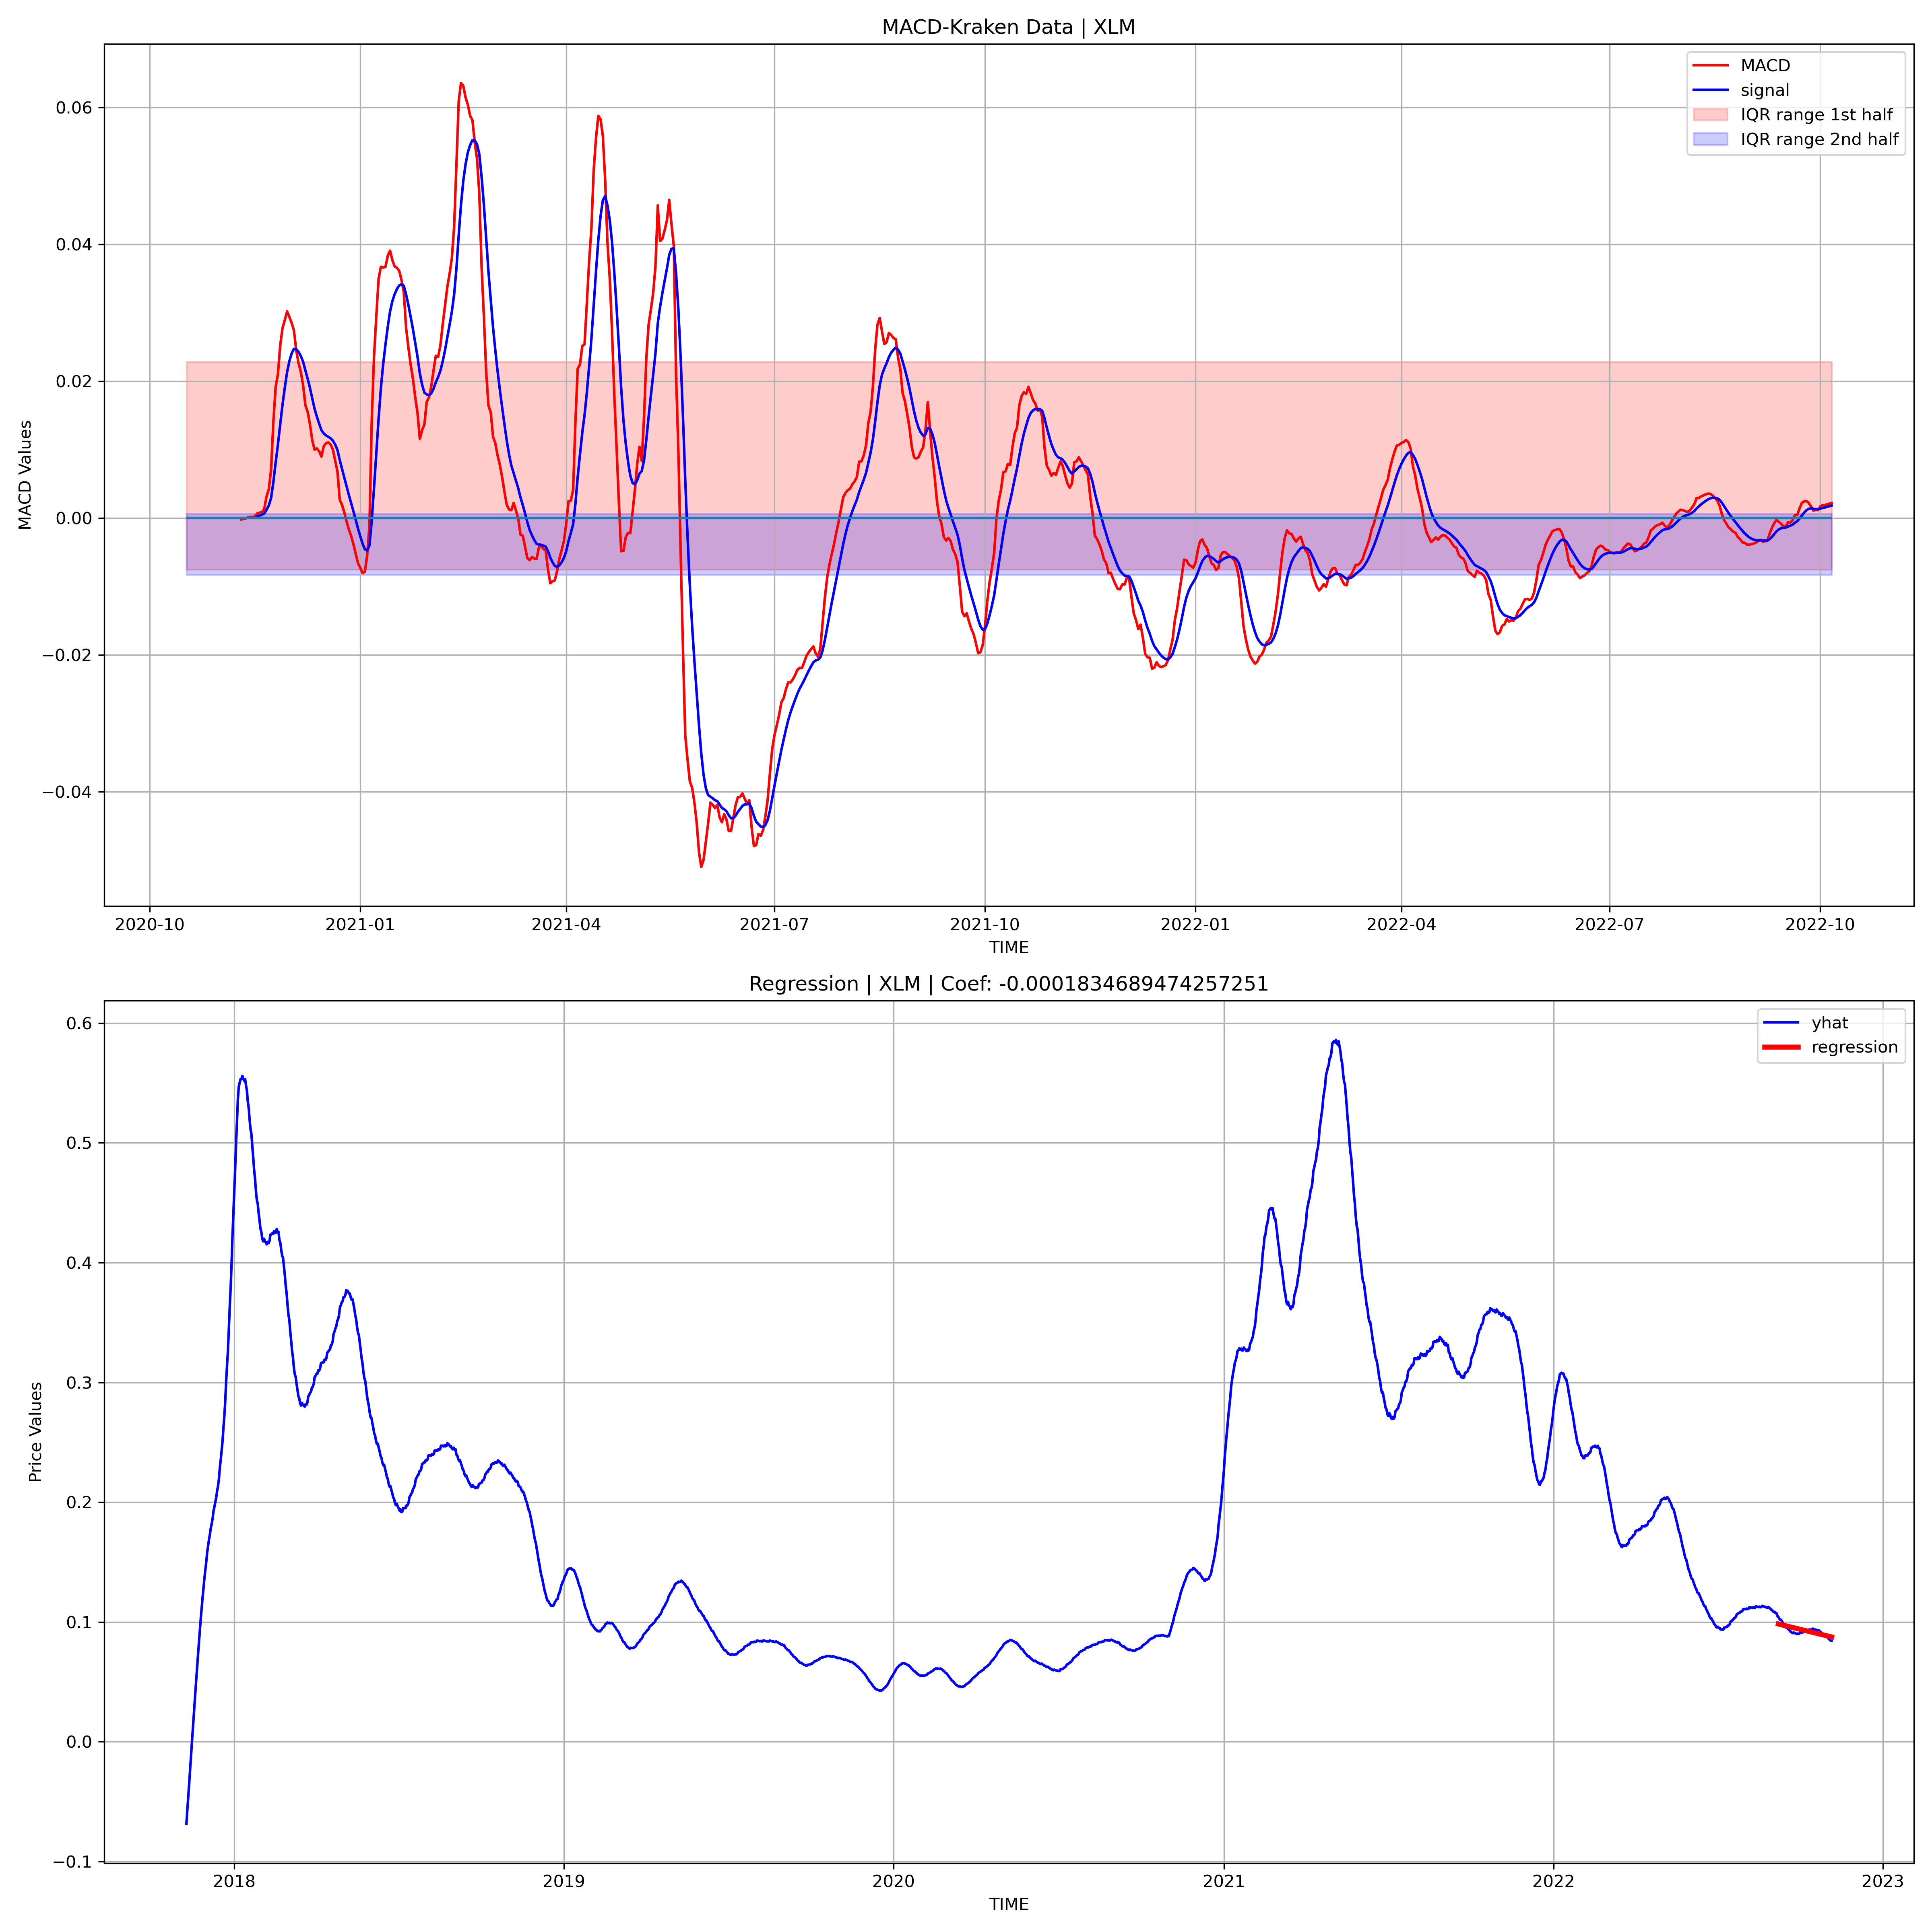 MACD-Kraken Data | XLM
MACD
signal
IQR range 1st half
IQR range 2nd half
MACD Values
0.06
0.04
0.02
0.00
−0.02
−0.04
2020-10 2021-01 2021-04 2021-07 2021-10 2022-01 2022-04 2022-07 2022-10
TIME
Regression | XLM | Coef: -0.0001834689474257251
yhat
regression
Price Values
0.6
0.5
0.4
0.3
0.2
0.1
0.0
−0.1
2018 2019 2020 2021 2022 2023
TIME